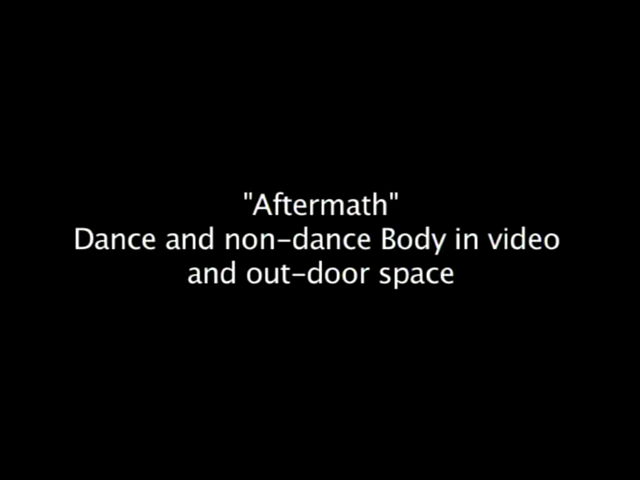 "Aftermath"
Dance and non-dance Body in video
and out-door space